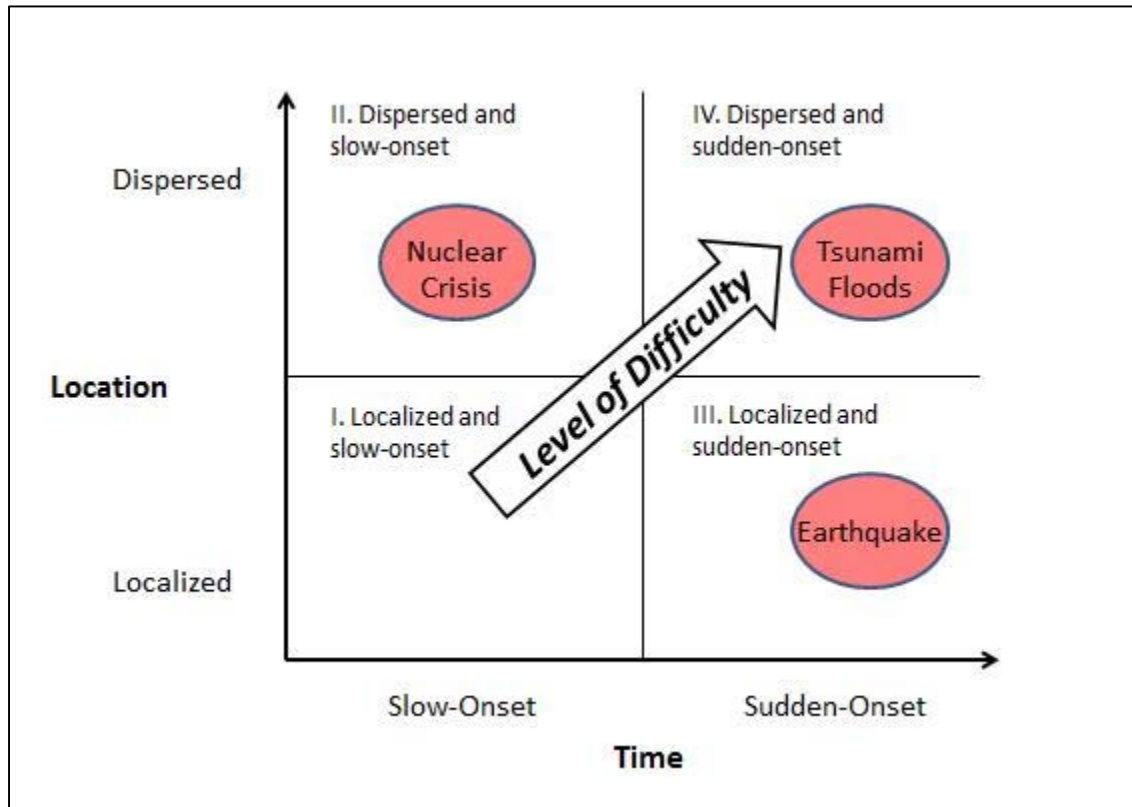 II. Dispersed and
slow-onset
IV. Dispersed and
sudden-onset
Dispersed
Nuclear
Crisis
Tsunami
Floods
Level of Difficulty
Location
I. Localized and
slow-onset
III. Localized and
sudden-onset
Earthquake
Localized
Slow-Onset
Sudden-Onset
Time